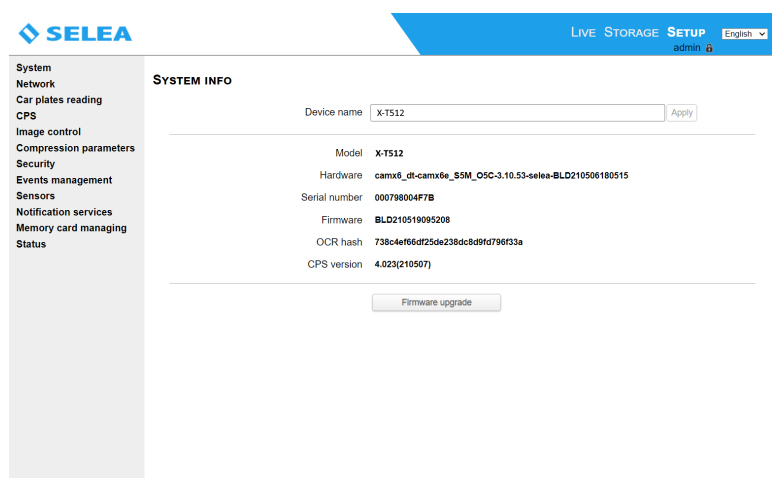 SELEA
LIVE STORAGE SETUP English
admin
System
Network
Car plates reading
CPS
Image control
Compression parameters
Security
Events management
Sensors
Notification services
Memory card managing
Status
SYSTEM INFO
Device name X-T512 Apply
Model X-T512
Hardware camx6_dt-camx6e_S5M_O5C-3.10.53-selea-BLD210506180515
Serial number 000798004F7B
Firmware BLD210519095208
OCR hash 738c4ef66df25de238dc8d9fd796f33a
CPS version 4.023(210507)
Firmware upgrade